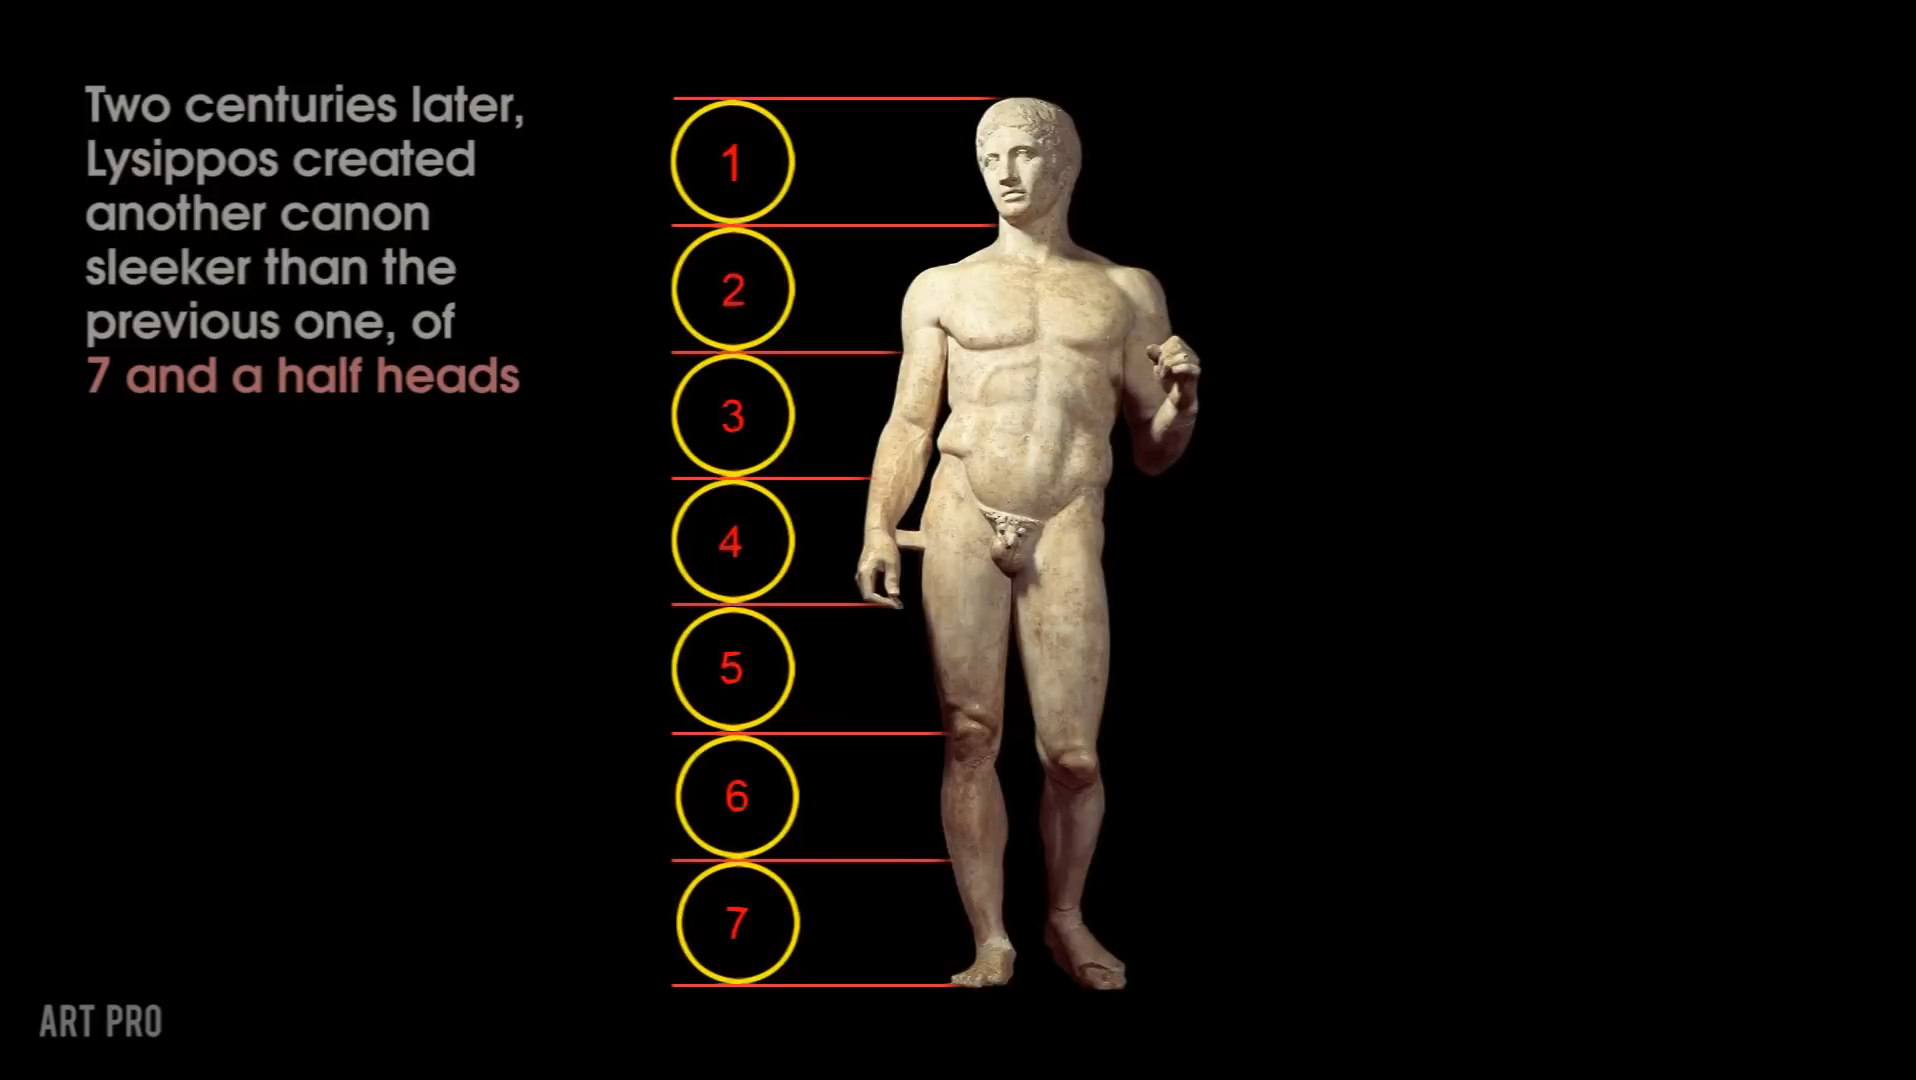 Two centuries later,
Lysippos created
another canon
sleeker than the
previous one, of
7 and a half heads
1
2
3
4
5
6
7
ART PRO